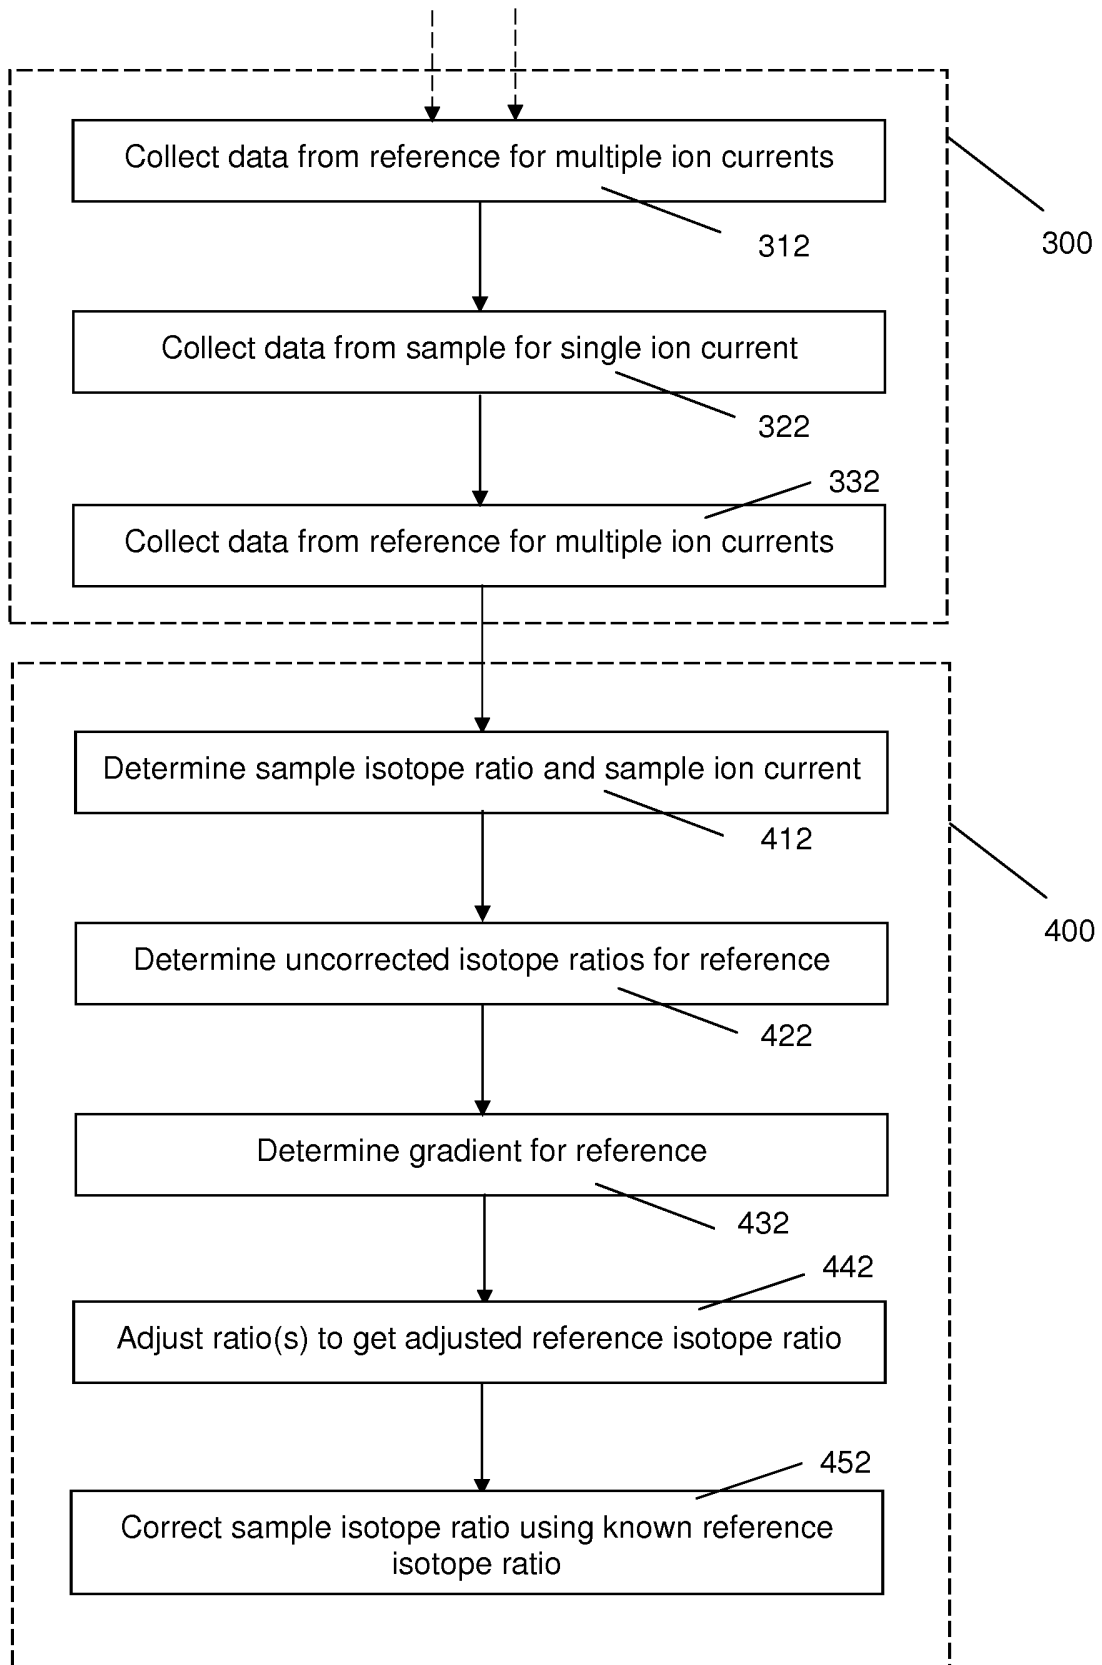 Collect data from reference for multiple ion currents
312
300
Collect data from sample for single ion current
322
332
Collect data from reference for multiple ion currents
Determine sample isotope ratio and sample ion current
412
400
Determine uncorrected isotope ratios for reference
422
Determine gradient for reference
432
442
Adjust ratio(s) to get adjusted reference isotope ratio
452
Correct sample isotope ratio using known reference
isotope ratio